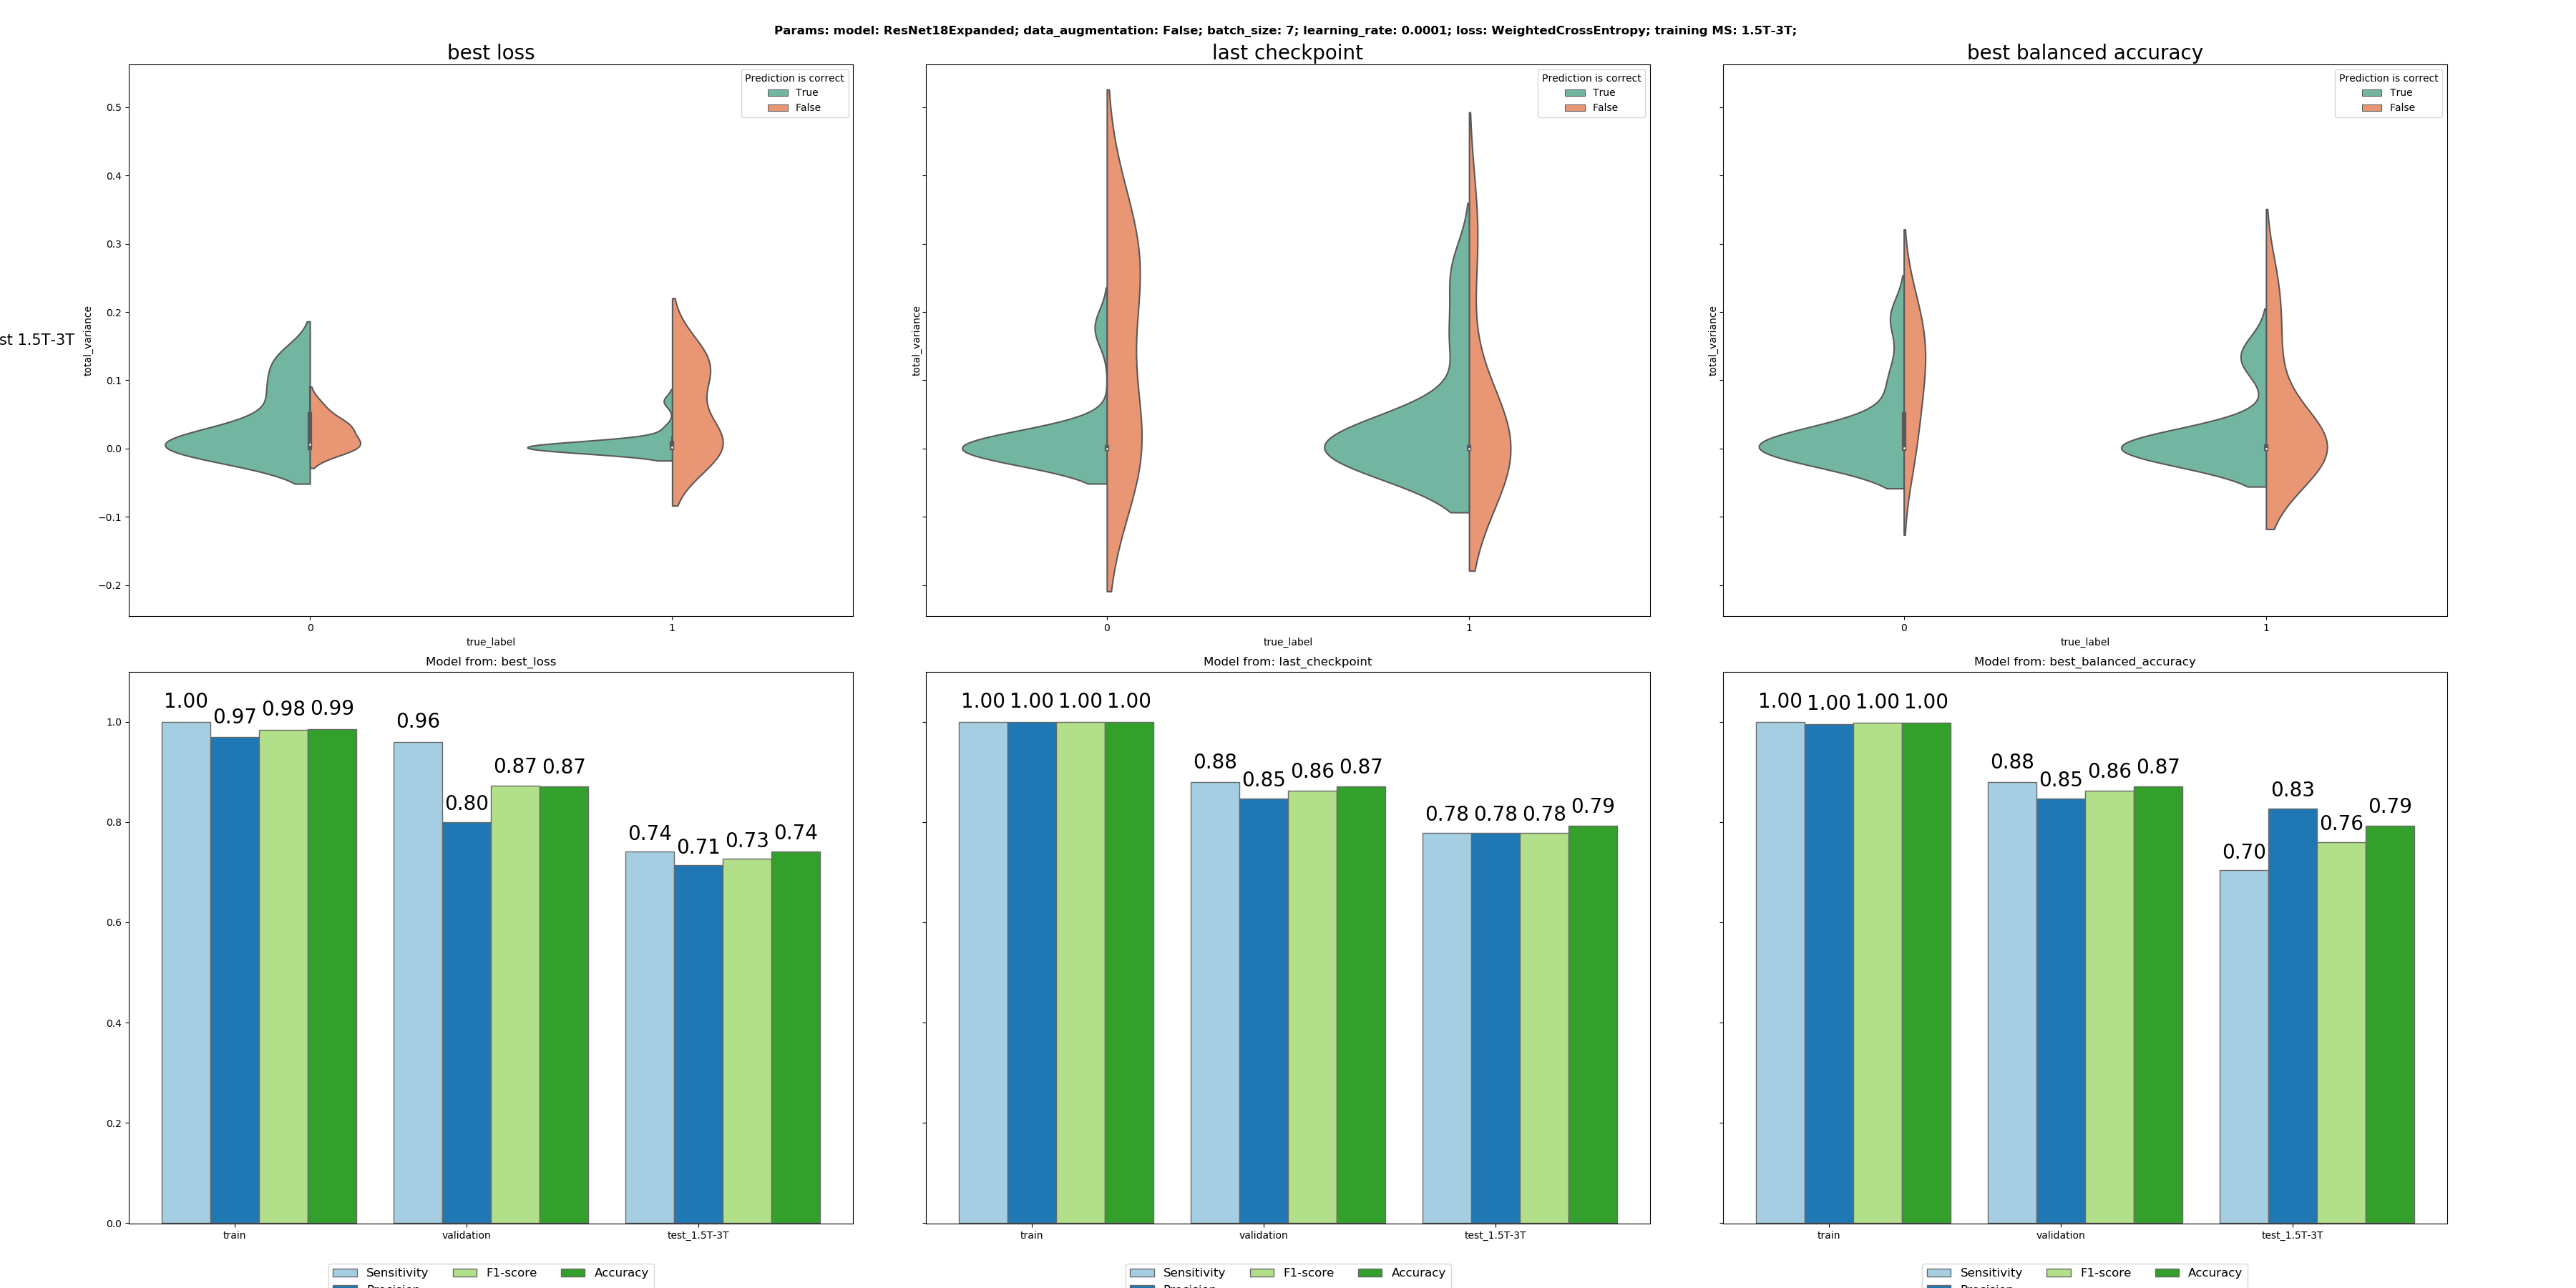 Params: model: ResNet18Expanded; data_augmentation: False; batch_size: 7; learning_rate: 0.0001; loss: WeightedCrossEntropy; training MS: 1.5T-3T;
best loss
last checkpoint
best balanced accuracy
Prediction is correct
True
False
Prediction is correct
True
False
Prediction is correct
True
False
0.5
0.4
0.3
0.2
0.1
0.0
−0.1
−0.2
st 1.5T-3T
total_variance
total_variance
total_variance
0 1
0 1
0 1
true_label
true_label
true_label
Model from: best_loss
Model from: last_checkpoint
Model from: best_balanced_accuracy
1.0
0.8
0.6
0.4
0.2
0.0
1.00 0.97 0.98 0.99
0.96 0.80 0.87 0.87
0.74 0.71 0.73 0.74
1.00 1.00 1.00 1.00
0.88 0.85 0.86 0.87
0.78 0.78 0.78 0.79
1.00 1.00 1.00 1.00
0.88 0.85 0.86 0.87
0.70 0.83 0.76 0.79
train validation test_1.5T-3T
train validation test_1.5T-3T
train validation test_1.5T-3T
Sensitivity F1-score Accuracy
Sensitivity F1-score Accuracy
Sensitivity F1-score Accuracy